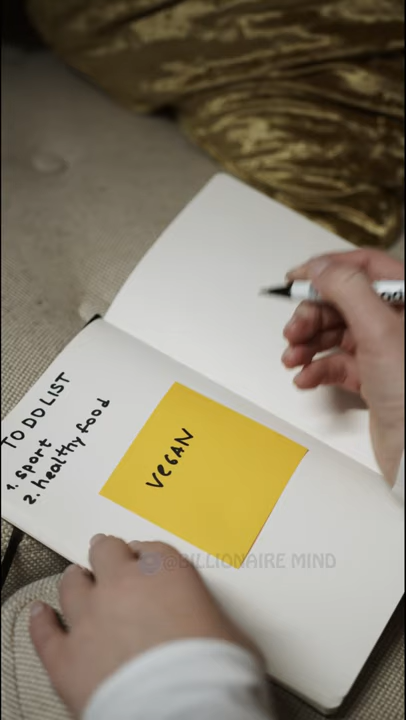 TO DO LIST
1. sport
2. healthy food
VEGAN
@BILLIONAIRE MIND